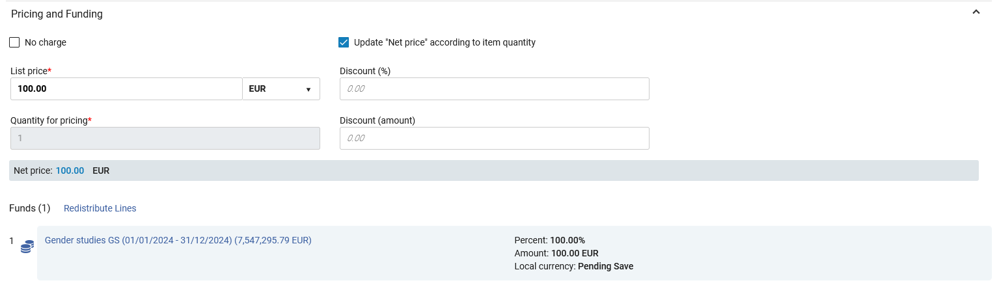 Pricing and Funding
No charge
Update "Net price" according to item quantity
List price*
Discount (%)
100.00 EUR
0.00
Quantity for pricing*
Discount (amount)
1
0.00
Net price: 100.00 EUR
Funds (1) Redistribute Lines
1
Gender studies GS (01/01/2024 - 31/12/2024) (7,547,295.79 EUR)
Percent: 100.00%
Amount: 100.00 EUR
Local currency: Pending Save